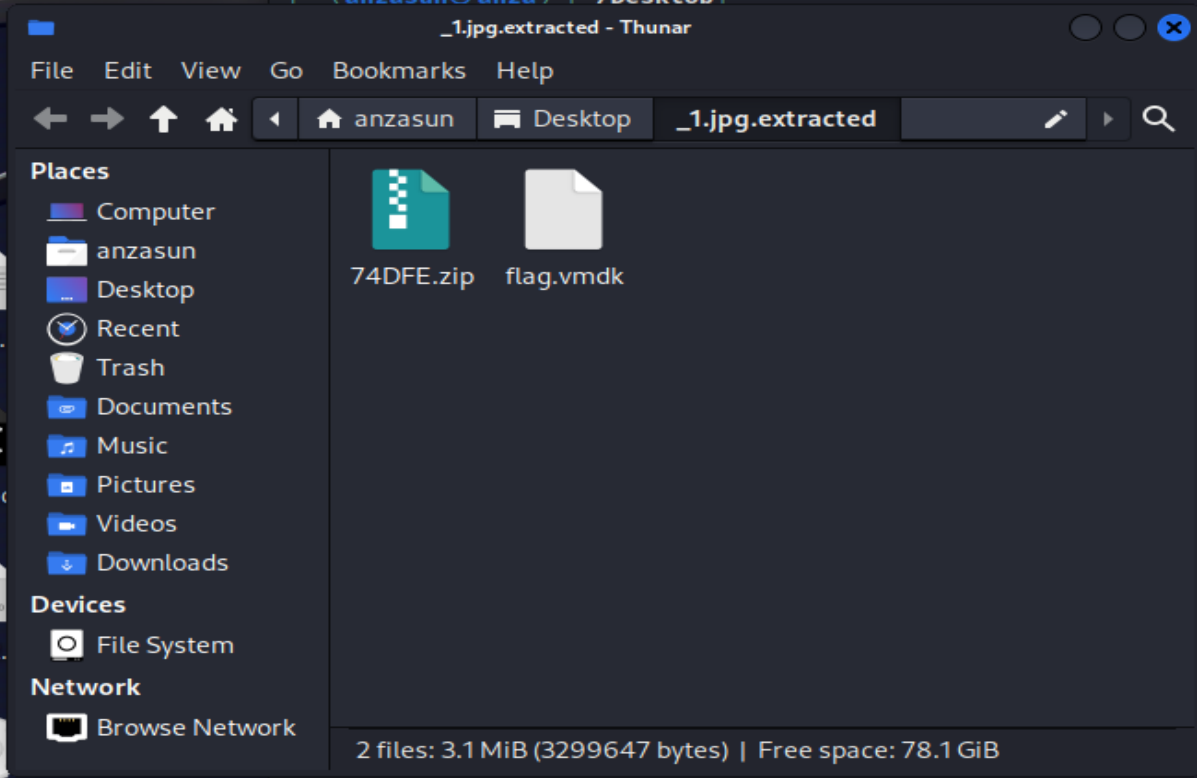 _1.jpg.extracted - Thunar
File Edit View Go Bookmarks Help
anzasun Desktop _1.jpg.extracted
Places
Computer
anzasun
Desktop
Recent
Trash
Documents
Music
Pictures
Videos
Downloads
Devices
File System
Network
Browse Network
74DFE.zip flag.vmdk
2 files: 3.1 MiB (3299647 bytes) | Free space: 78.1 GiB